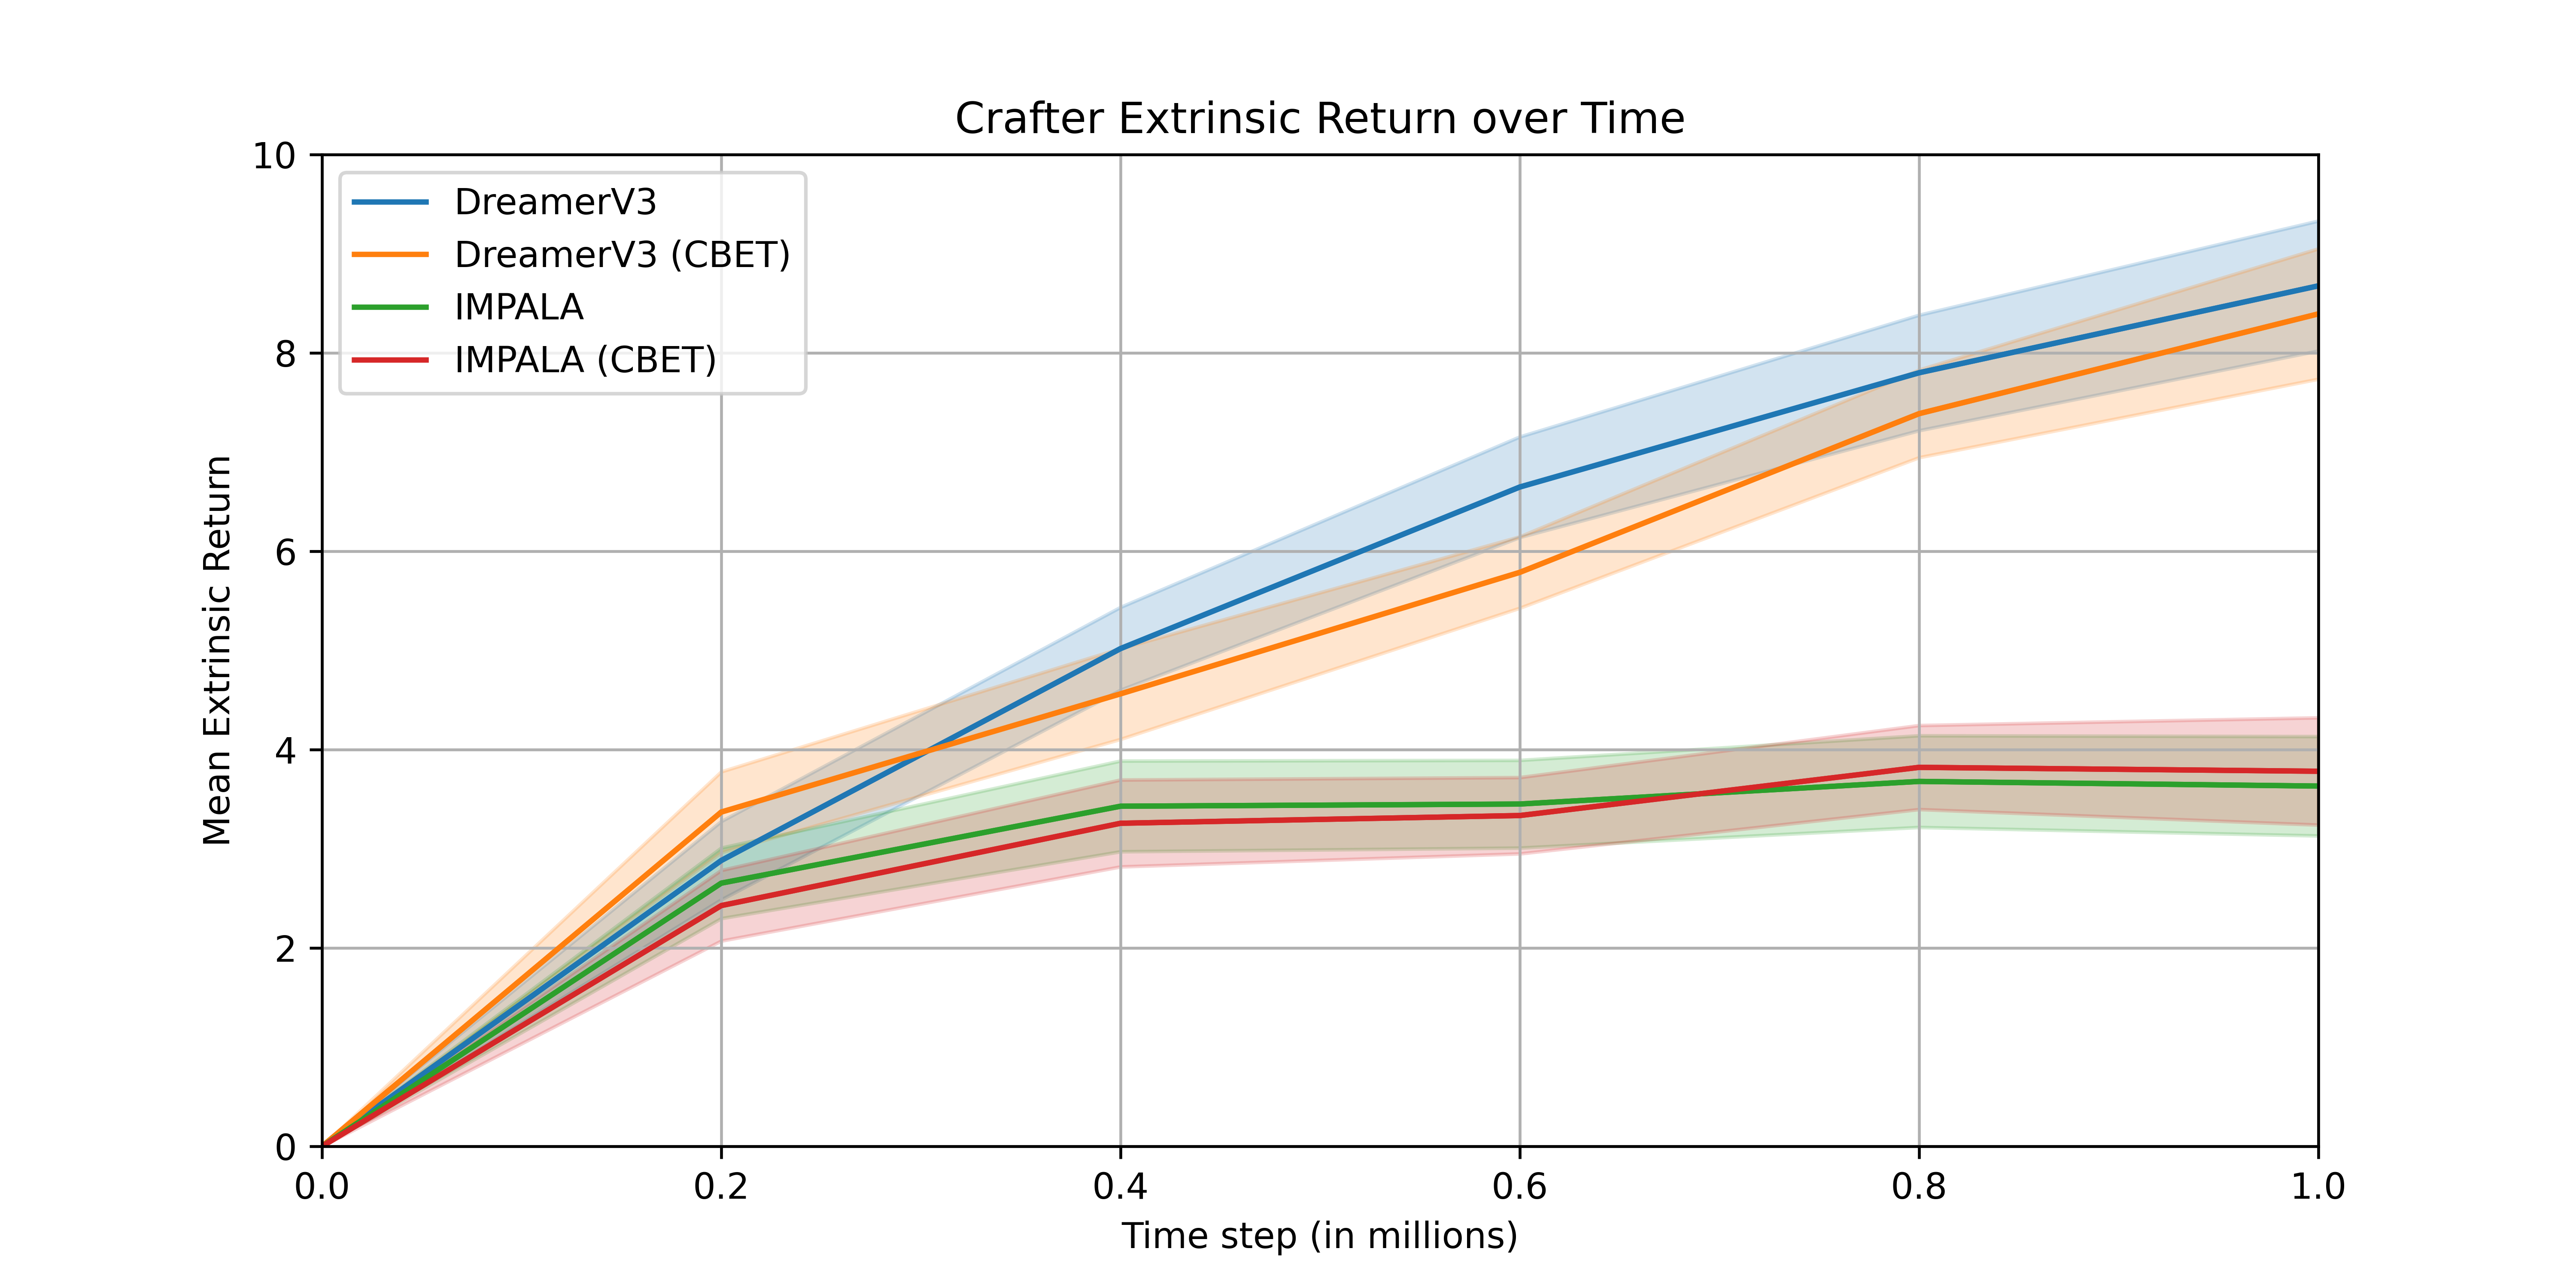 Crafter Extrinsic Return over Time
Mean Extrinsic Return
10
8
6
4
2
0
DreamerV3
DreamerV3 (CBET)
IMPALA
IMPALA (CBET)
0.0 0.2 0.4 0.6 0.8 1.0
Time step (in millions)